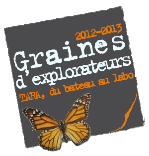 2012-2013
Graines
d'explorateurs
TARA, du bateau au labo